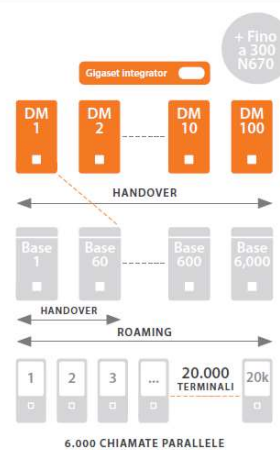 + Fino
a 300
N670
Gigaset integrator
DM
1
DM
2
DM
10
DM
100
HANDOVER
Base
1
Base
60
Base
600
Base
6,000
HANDOVER
ROAMING
1
2
3
...
20.000
TERMINALI
20k
6.000 CHIAMATE PARALLELE